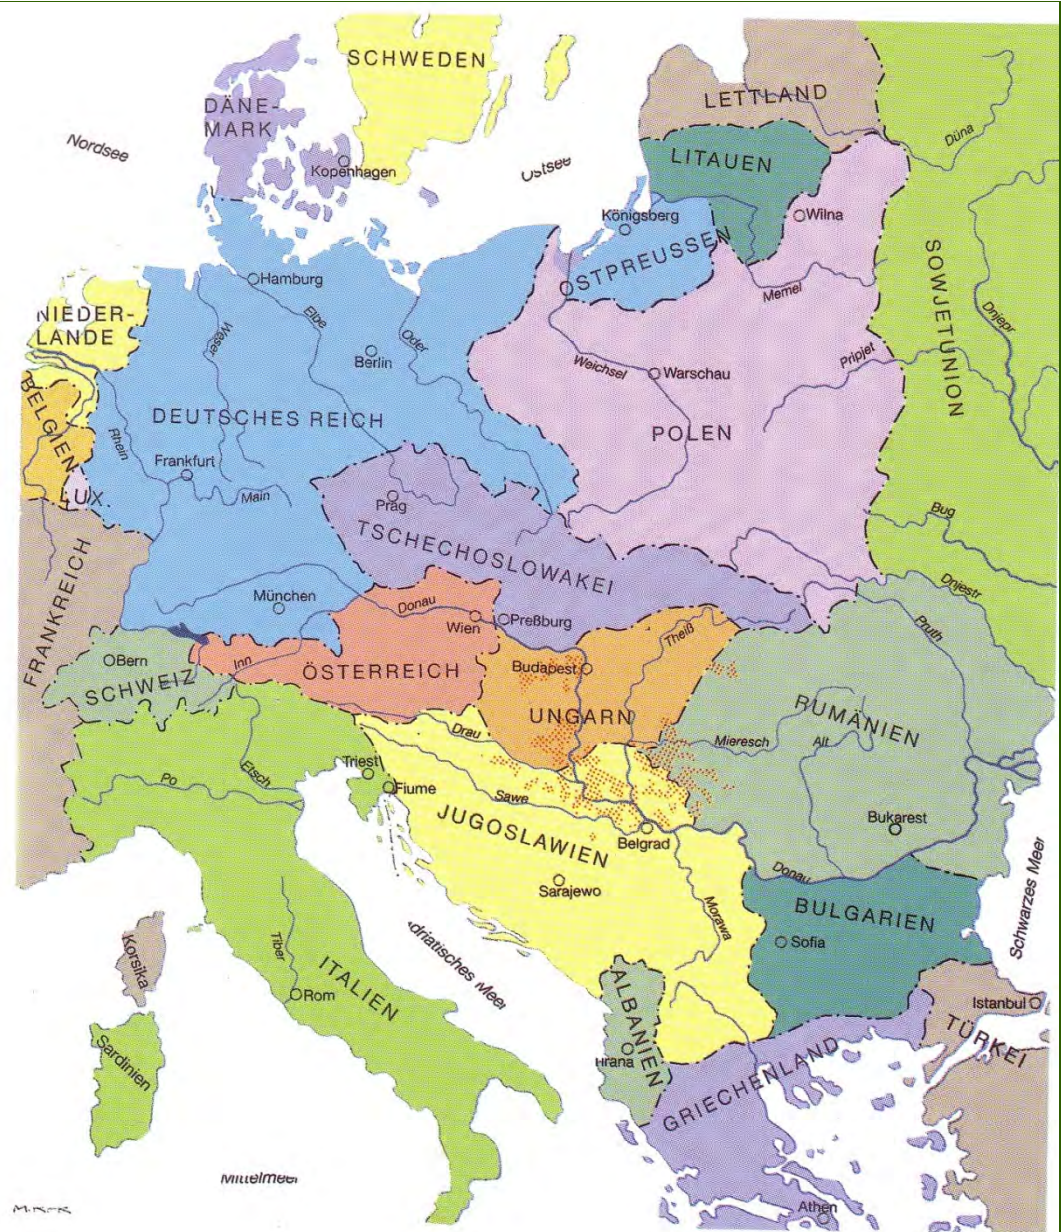 SCHWEDEN
DÄNE-
MARK
LETTLAND
Nordsee
Düna
Kopenhagen
LITAUEN
Königsberg
Wilna
OSTPREUSSEN
SOWJETUNION
Hamburg
Memel
NIEDER-
LANDE
Weser
Elbe
Oder
Dnjepr
Berlin
Weichsel
Warschau
Pripjet
BELGIEN
DEUTSCHES REICH
POLEN
Rhein
Frankfurt
LUX.
Main
Prag
Bug
TSCHECHOSLOWAKEI
FRANKREICH
Dnjestr
München
Donau
Wien
Preßburg
Theiß
Pruth
Bern
SCHWEIZ
Inn
ÖSTERREICH
Budapest
UNGARN
RUMÄNIEN
Drau
Mieresch
Alt
Triest
Etsch
Po
Fiume
Sawe
JUGOSLAWIEN
Belgrad
Bukarest
Donau
Sarajewo
Morawa
BULGARIEN
Sofia
Schwarzes Meer
Korsika
Tiber
ITALIEN
Rom
driatisches Meer
ALBANIEN
Istanbul
TÜRKEI
Sardinien
irana
GRIECHENLAND
Athen